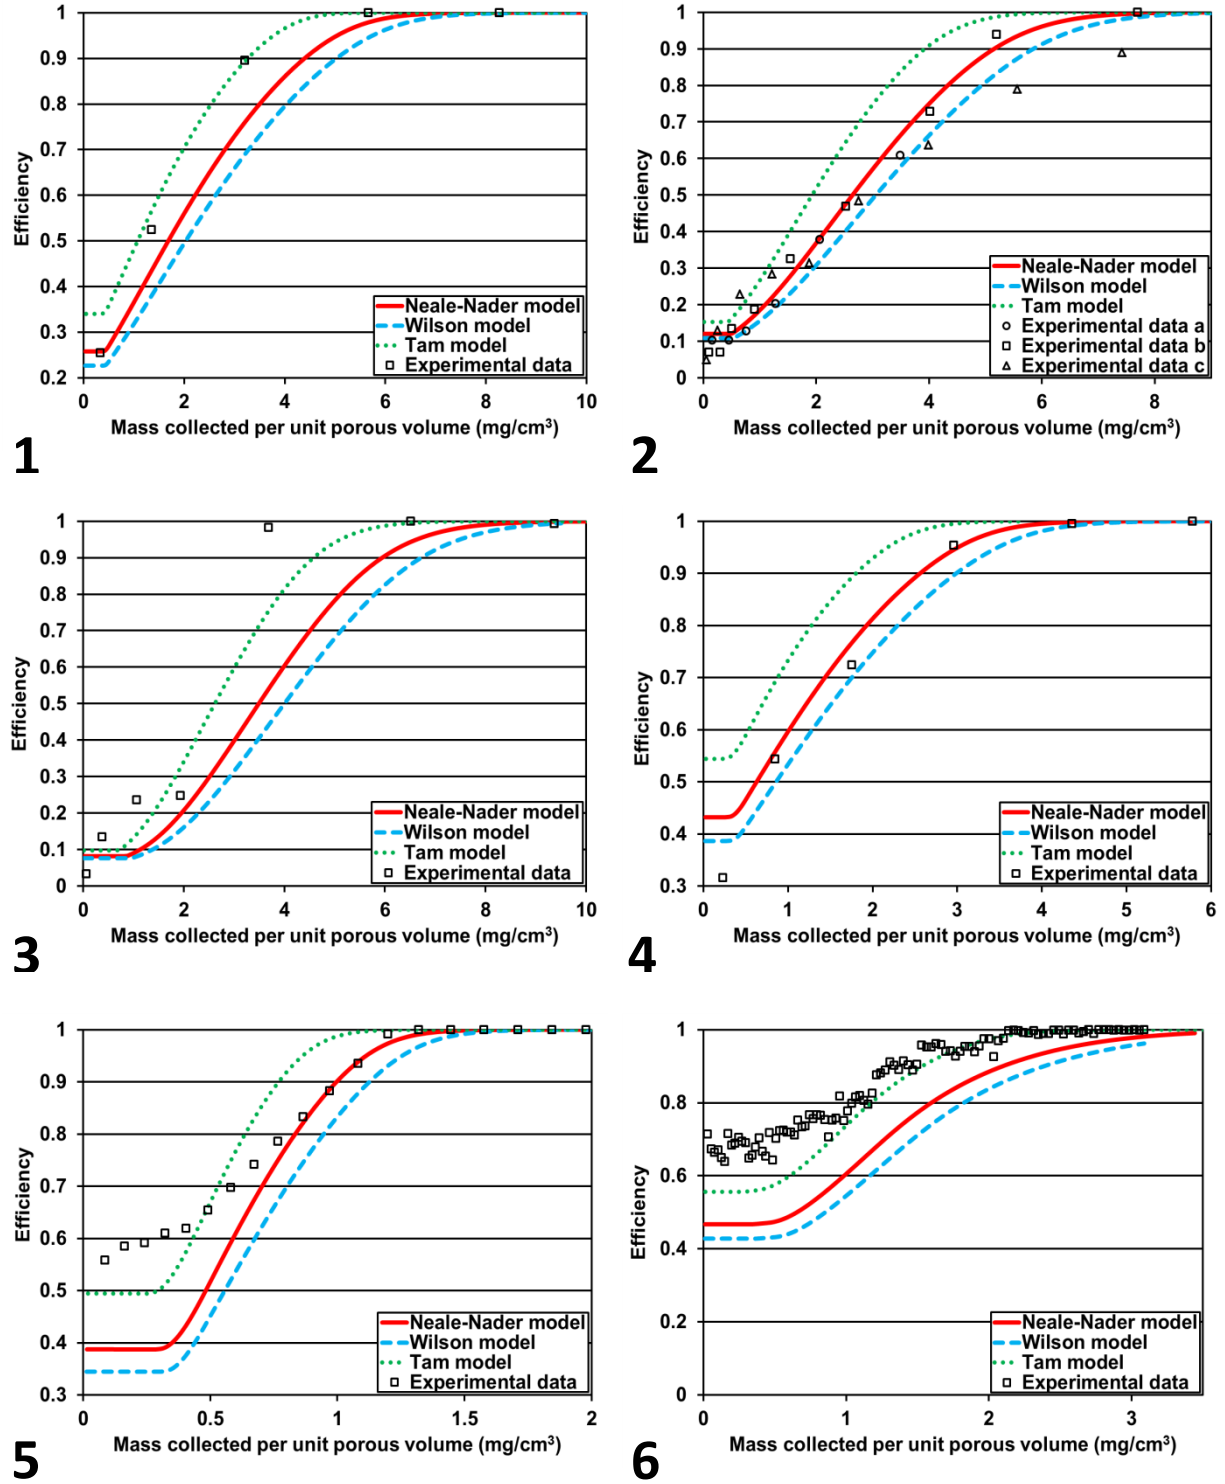 1
0.9
0.8
0.7
0.6
0.5
0.4
0.3
0.2
Efficiency
0 2 4 6 8 10
Mass collected per unit porous volume (mg/cm³)
Neale-Nader model
Wilson model
Tam model
Experimental data
1
1
0.9
0.8
0.7
0.6
0.5
0.4
0.3
0.2
0.1
0
Efficiency
0 2 4 6 8
Mass collected per unit porous volume (mg/cm³)
Neale-Nader model
Wilson model
Tam model
Experimental data a
Experimental data b
Experimental data c
2
1
0.9
0.8
0.7
0.6
0.5
0.4
0.3
0.2
0.1
0
Efficiency
0 2 4 6 8 10
Mass collected per unit porous volume (mg/cm³)
Neale-Nader model
Wilson model
Tam model
Experimental data
3
1
0.9
0.8
0.7
0.6
0.5
0.4
0.3
Efficiency
0 1 2 3 4 5 6
Mass collected per unit porous volume (mg/cm³)
Neale-Nader model
Wilson model
Tam model
Experimental data
4
1
0.9
0.8
0.7
0.6
0.5
0.4
0.3
Efficiency
0 0.5 1 1.5 2
Mass collected per unit porous volume (mg/cm³)
Neale-Nader model
Wilson model
Tam model
Experimental data
5
1
0.8
0.6
0.4
0.2
0
Efficiency
0 1 2 3
Mass collected per unit porous volume (mg/cm³)
Neale-Nader model
Wilson model
Tam model
Experimental data
6